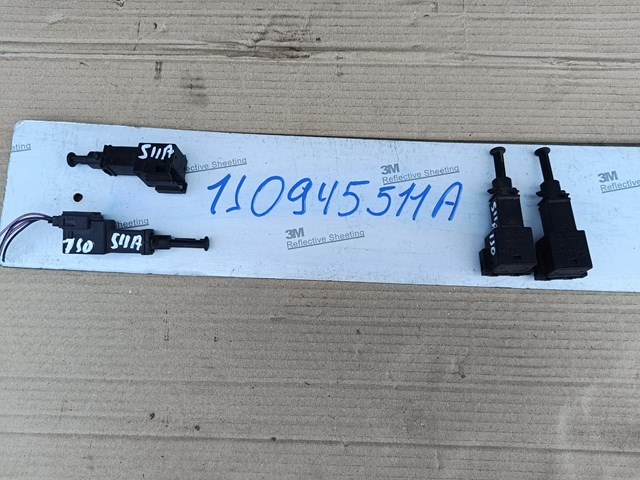 511A
1J0945511A
1J0 511A
3M
Reflective Sheeting
3M
Reflective Sheeting
3M
Reflective Sheeting